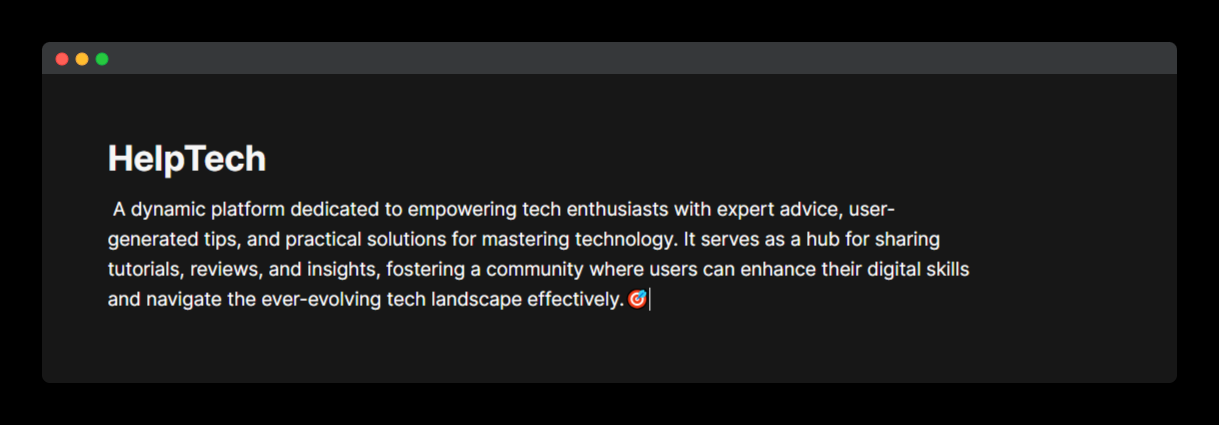 HelpTech
A dynamic platform dedicated to empowering tech enthusiasts with expert advice, user-
generated tips, and practical solutions for mastering technology. It serves as a hub for sharing
tutorials, reviews, and insights, fostering a community where users can enhance their digital skills
and navigate the ever-evolving tech landscape effectively.🎯